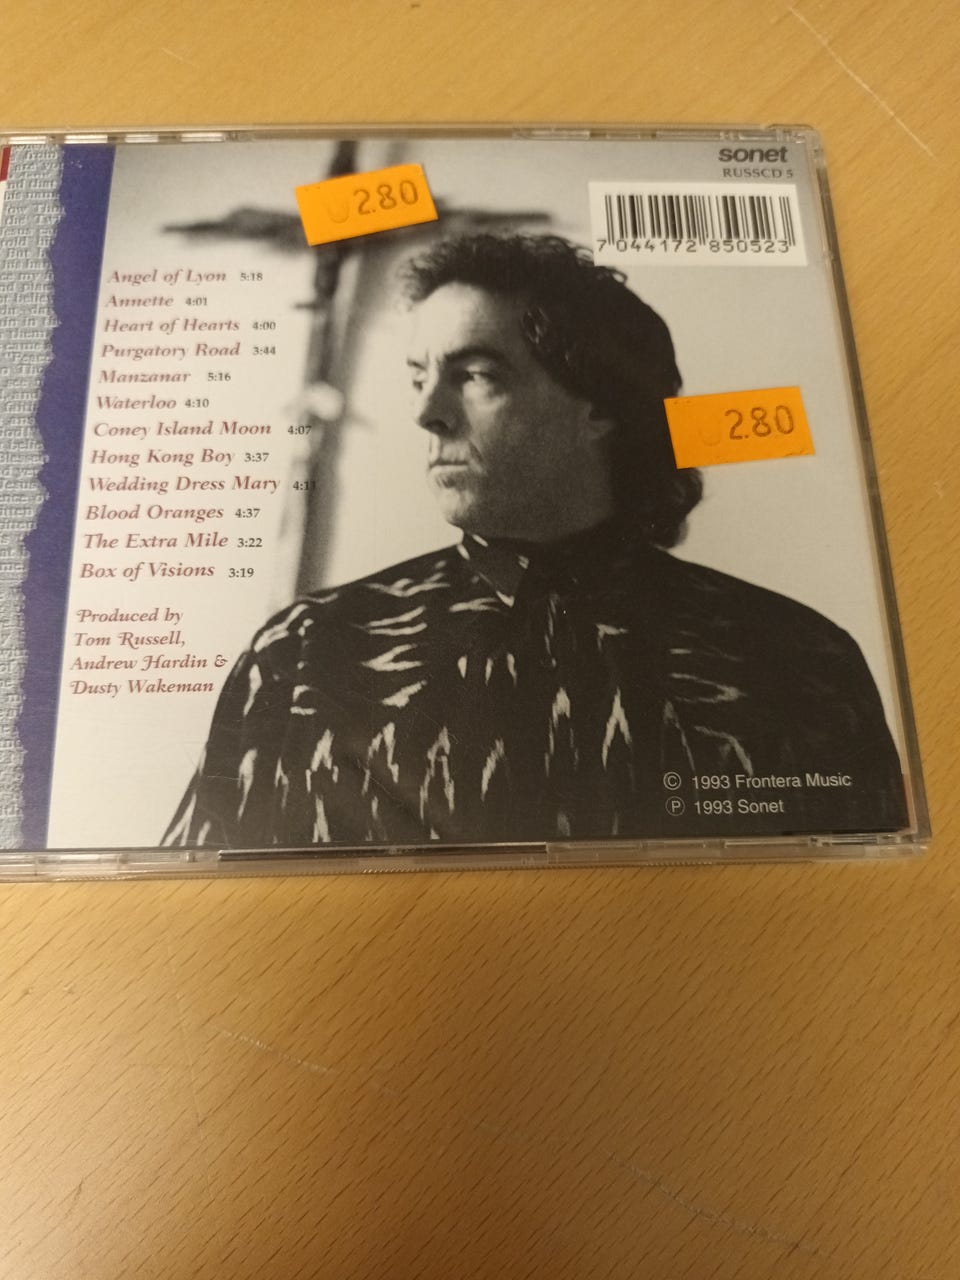 sonet
RUSSCD 5
7 044172 850523
2.80
2.80
Angel of Lyon 5:18
Annette 4:01
Heart of Hearts 4:00
Purgatory Road 3:44
Manzanar 5:16
Waterloo 4:10
Coney Island Moon 4:07
Hong Kong Boy 3:37
Wedding Dress Mary 4:11
Blood Oranges 4:37
The Extra Mile 3:22
Box of Visions 3:19
Produced by
Tom Russell,
Andrew Hardin &
Dusty Wakeman
© 1993 Frontera Music
℗ 1993 Sonet